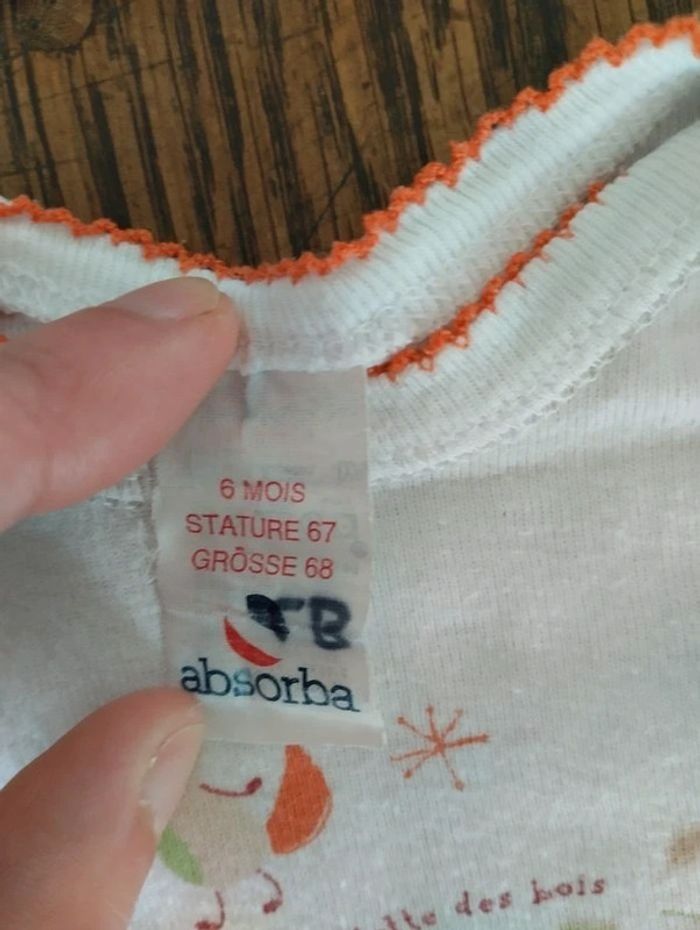 6 MOIS
STATURE 67
GRÖSSE 68
absorba
des bois